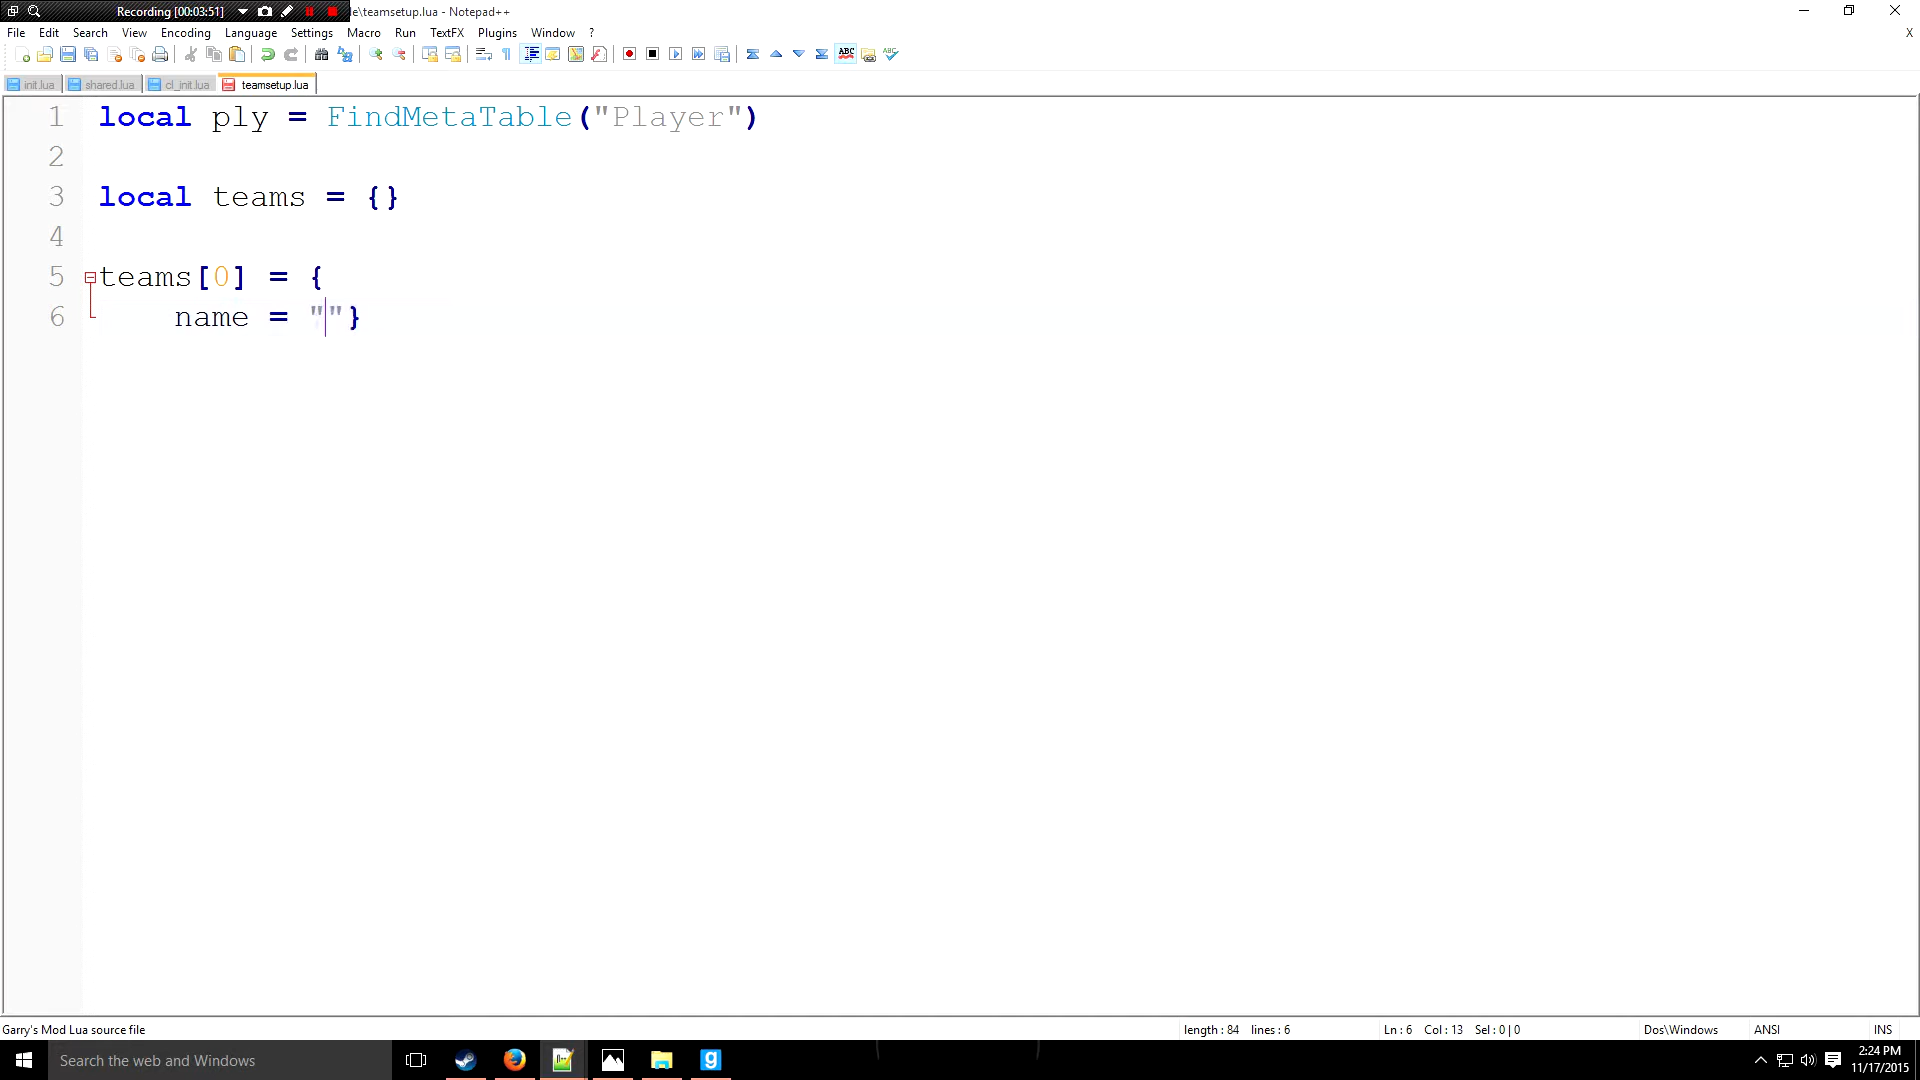 Recording [00:03:51]
le\teamsetup.lua - Notepad++
File Edit Search View Encoding Language Settings Macro Run TextFX Plugins Window ?
X
init.lua shared.lua cl_init.lua teamsetup.lua
1 local ply = FindMetaTable("Player")
2
3 local teams = {}
4
5 teams[0] = {
6 name = ""}
Garry's Mod Lua source file
length : 84 lines : 6
Ln : 6 Col : 13 Sel : 0 | 0
Dos\Windows
ANSI
INS
Search the web and Windows
2:24 PM
11/17/2015